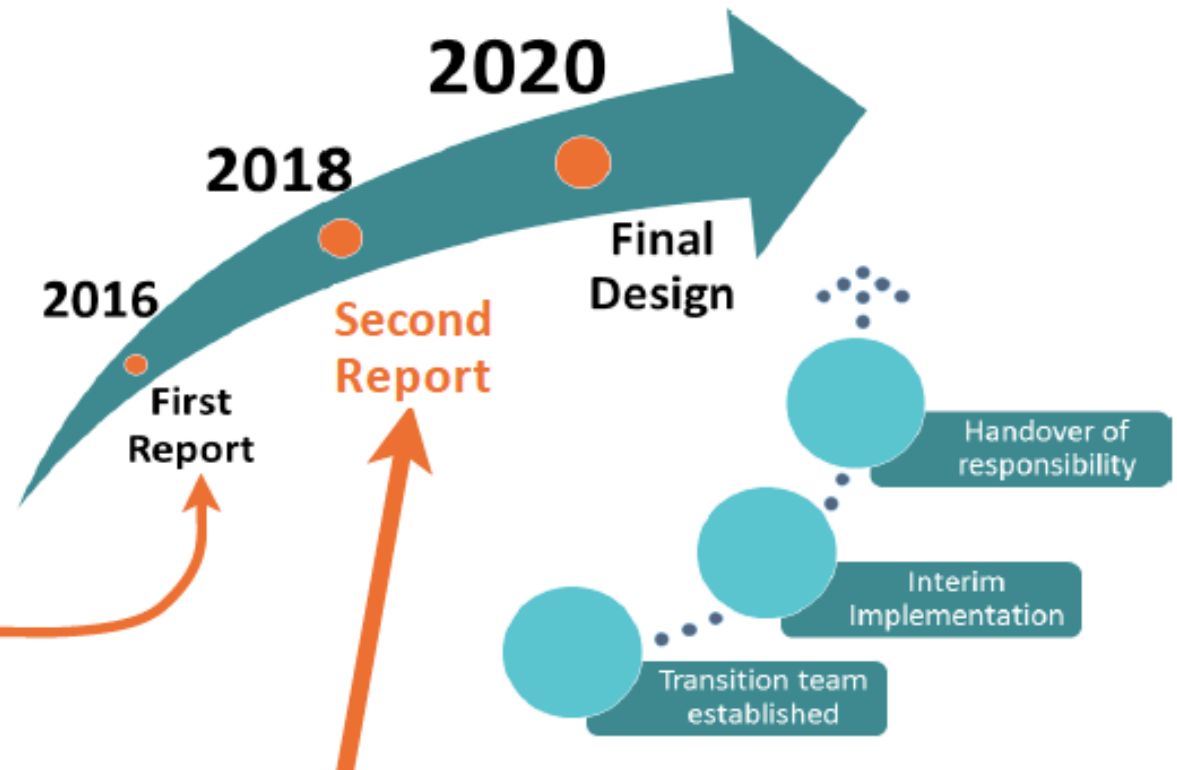 2020
2018
2016
Final
Design
Second
Report
First
Report
Handover of
responsibility
Interim
Implementation
Transition team
established